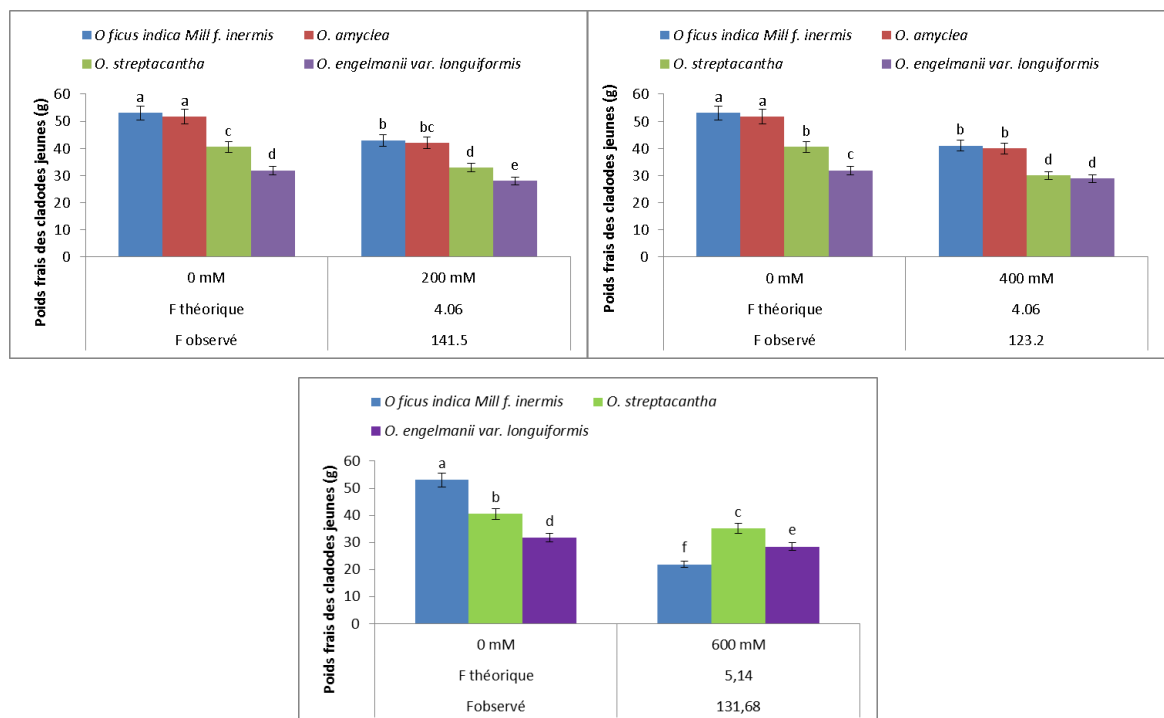 O ficus indica Mill f. inermis O. amyclea
O. streptacantha O. engelmanii var. longuiformis
Poids frais des cladodes jeunes (g)
60
50
40
30
20
10
0
a a c d b bc d e
0 mM 200 mM
F théorique 4.06
F observé 141.5
O ficus indica Mill f. inermis O. amyclea
O. streptacantha O. engelmanii var. longuiformis
Poids frais des cladodes jeunes (g)
60
50
40
30
20
10
0
a a b c b b d d
0 mM 400 mM
F théorique 4.06
F observé 123.2
O ficus indica Mill f. inermis O. streptacantha
O. engelmanii var. longuiformis
Poids frais des cladodes jeunes (g)
60
50
40
30
20
10
0
a b d f c e
0 mM 600 mM
F théorique 5,14
Fobservé 131,68